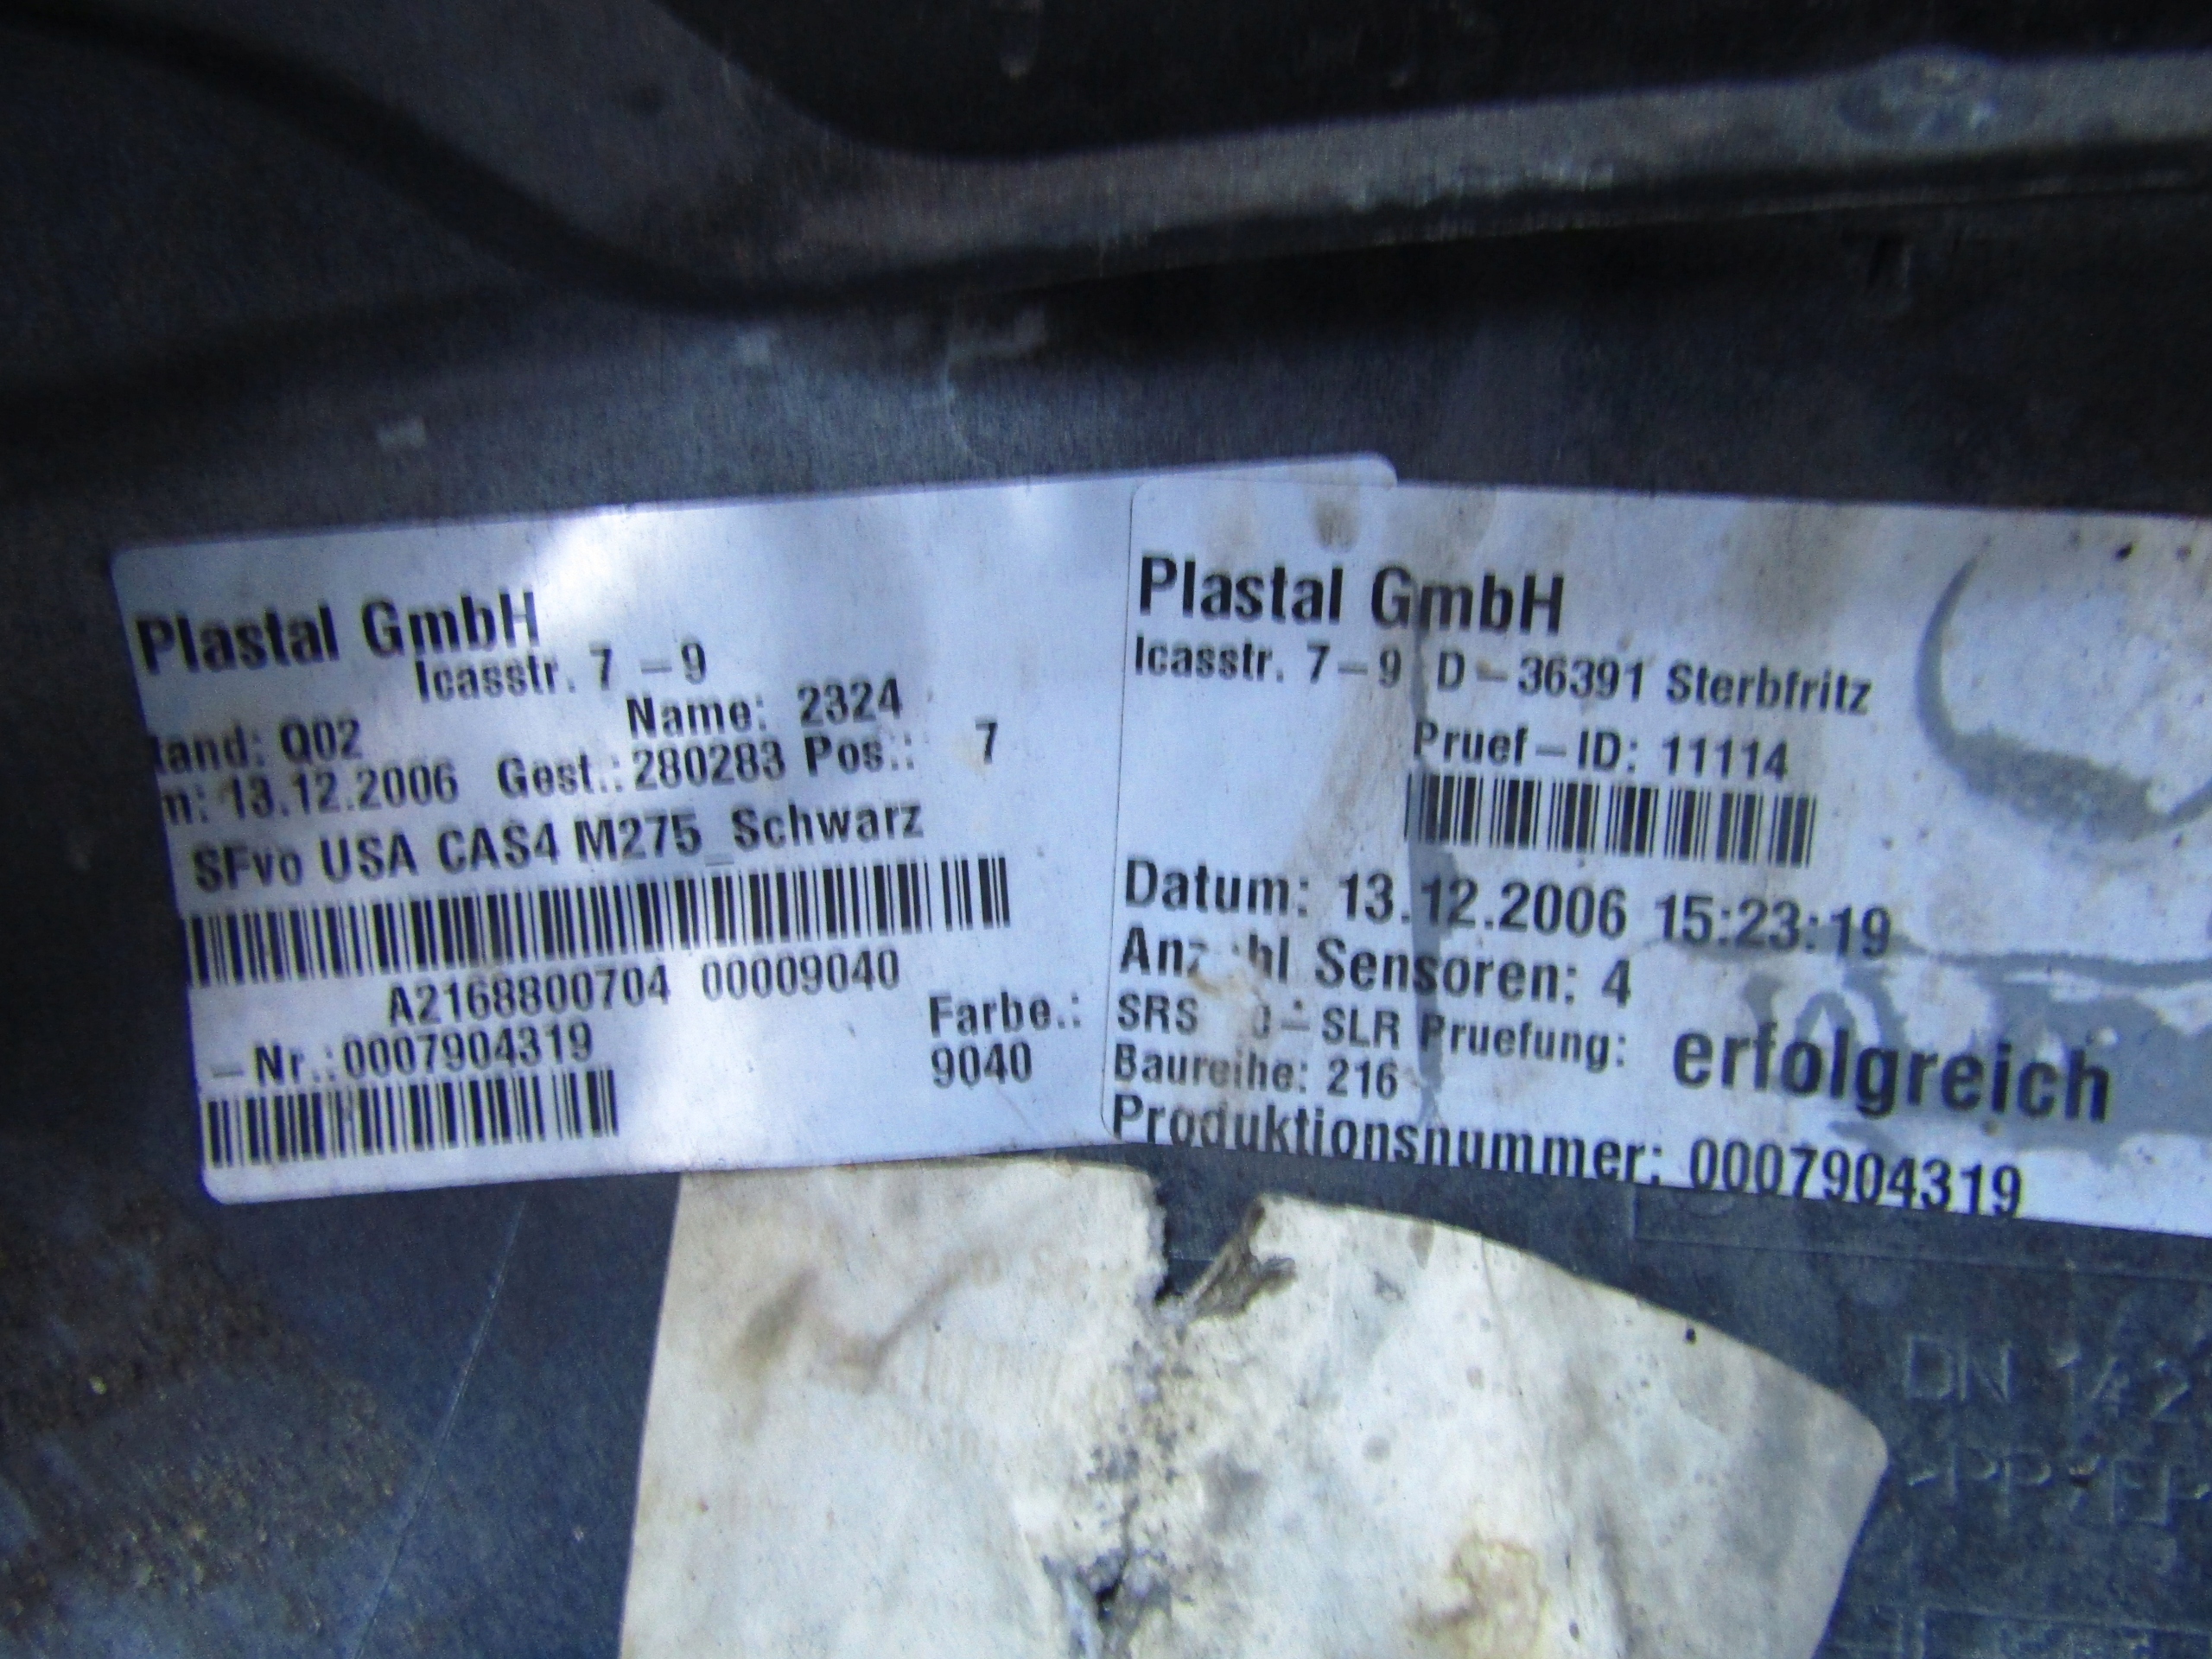 Plastal GmbH
Icasstr. 7 - 9
Name: 2324
tand: Q02
n: 13.12.2006 Gest.: 280283 Pos.: 7
SFvo USA CAS4 M275_Schwarz
A2168800704 00009040
-Nr.:0007904319
Farbe.:
9040
Plastal GmbH
Icasstr. 7-9 D-36391 Sterbfritz
Pruef-ID: 11114
Datum: 13.12.2006 15:23:19
Sensoren: 4
SRS SLR Pruefung: erfolgreich
Baureihe: 216
Produktionsnummer: 0007904319
DN